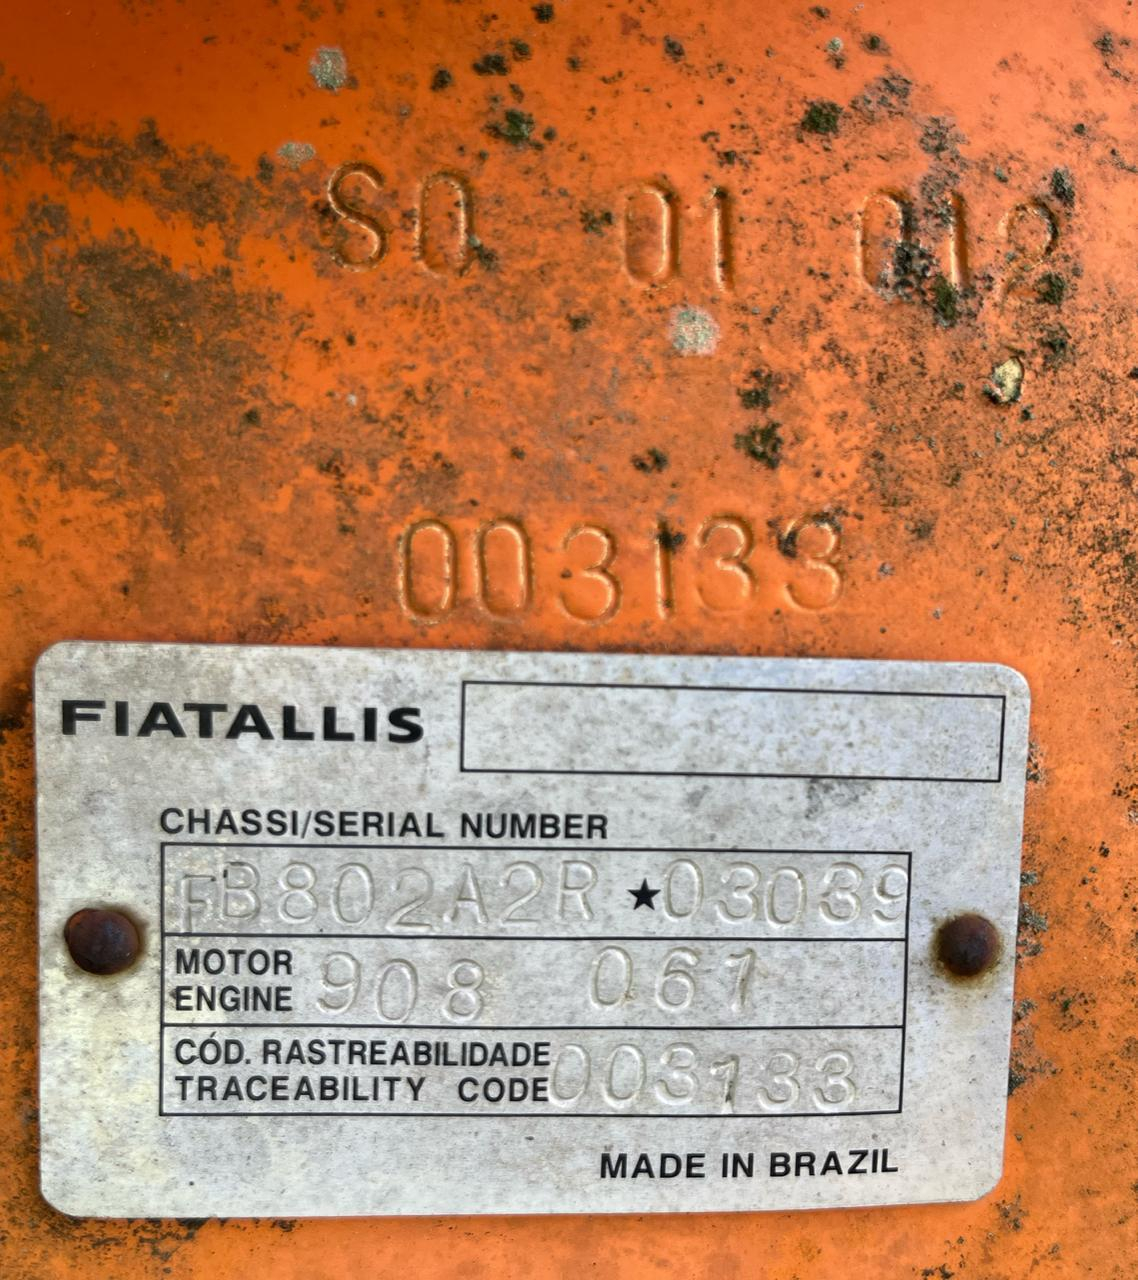 SO 01 012
003133
FIATALLIS
CHASSI/SERIAL NUMBER
FB802A2R ★03039
MOTOR 908 061
ENGINE
CÓD. RASTREABILIDADE 003133
TRACEABILITY CODE
MADE IN BRAZIL